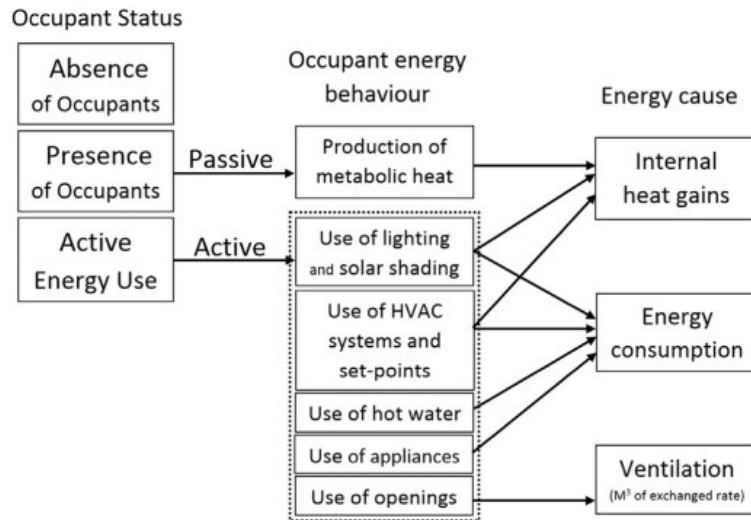 Occupant Status
Absence
of Occupants
Presence
of Occupants
Active
Energy Use
Passive
Active
Occupant energy
behaviour
Production of
metabolic heat
Use of lighting
and solar shading
Use of HVAC
systems and
set-points
Use of hot water
Use of appliances
Use of openings
Energy cause
Internal
heat gains
Energy
consumption
Ventilation
(M³ of exchanged rate)